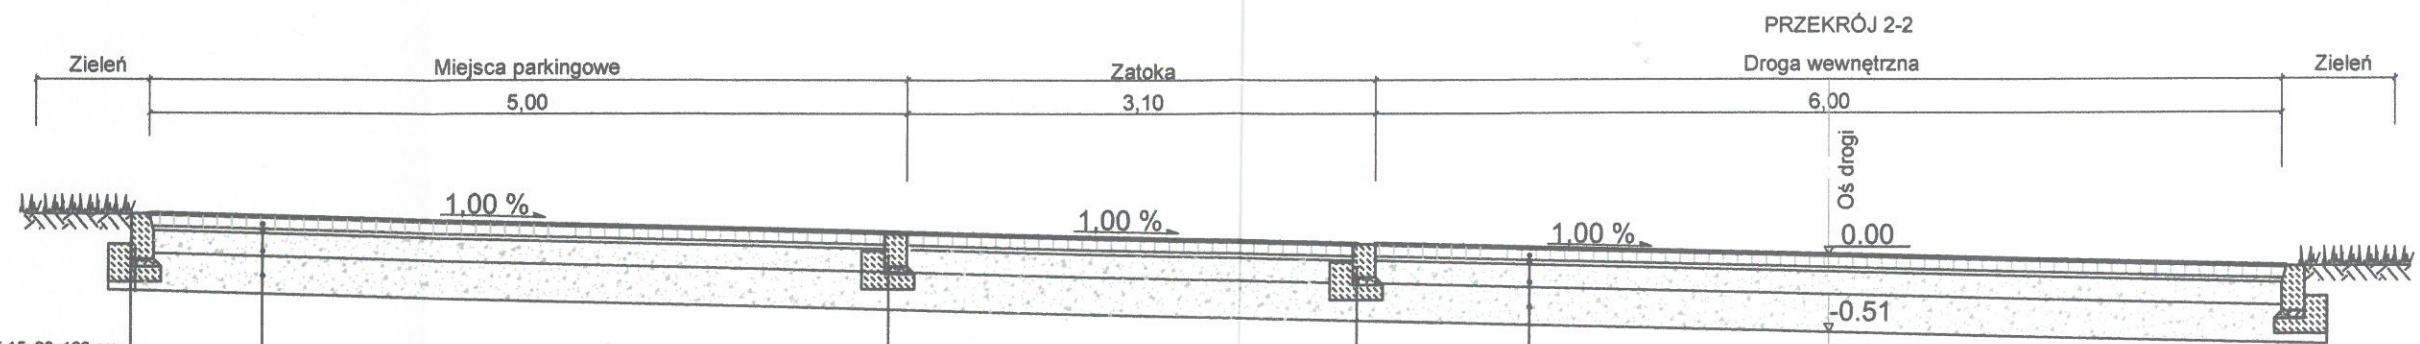 PRZEKRÓJ 2-2
Zieleń
Miejsca parkingowe
Zatoka
Droga wewnętrzna
Zieleń
5,00
3,10
6,00
Oś drogi
1,00 %
1,00 %
1,00 %
0.00
-0.51